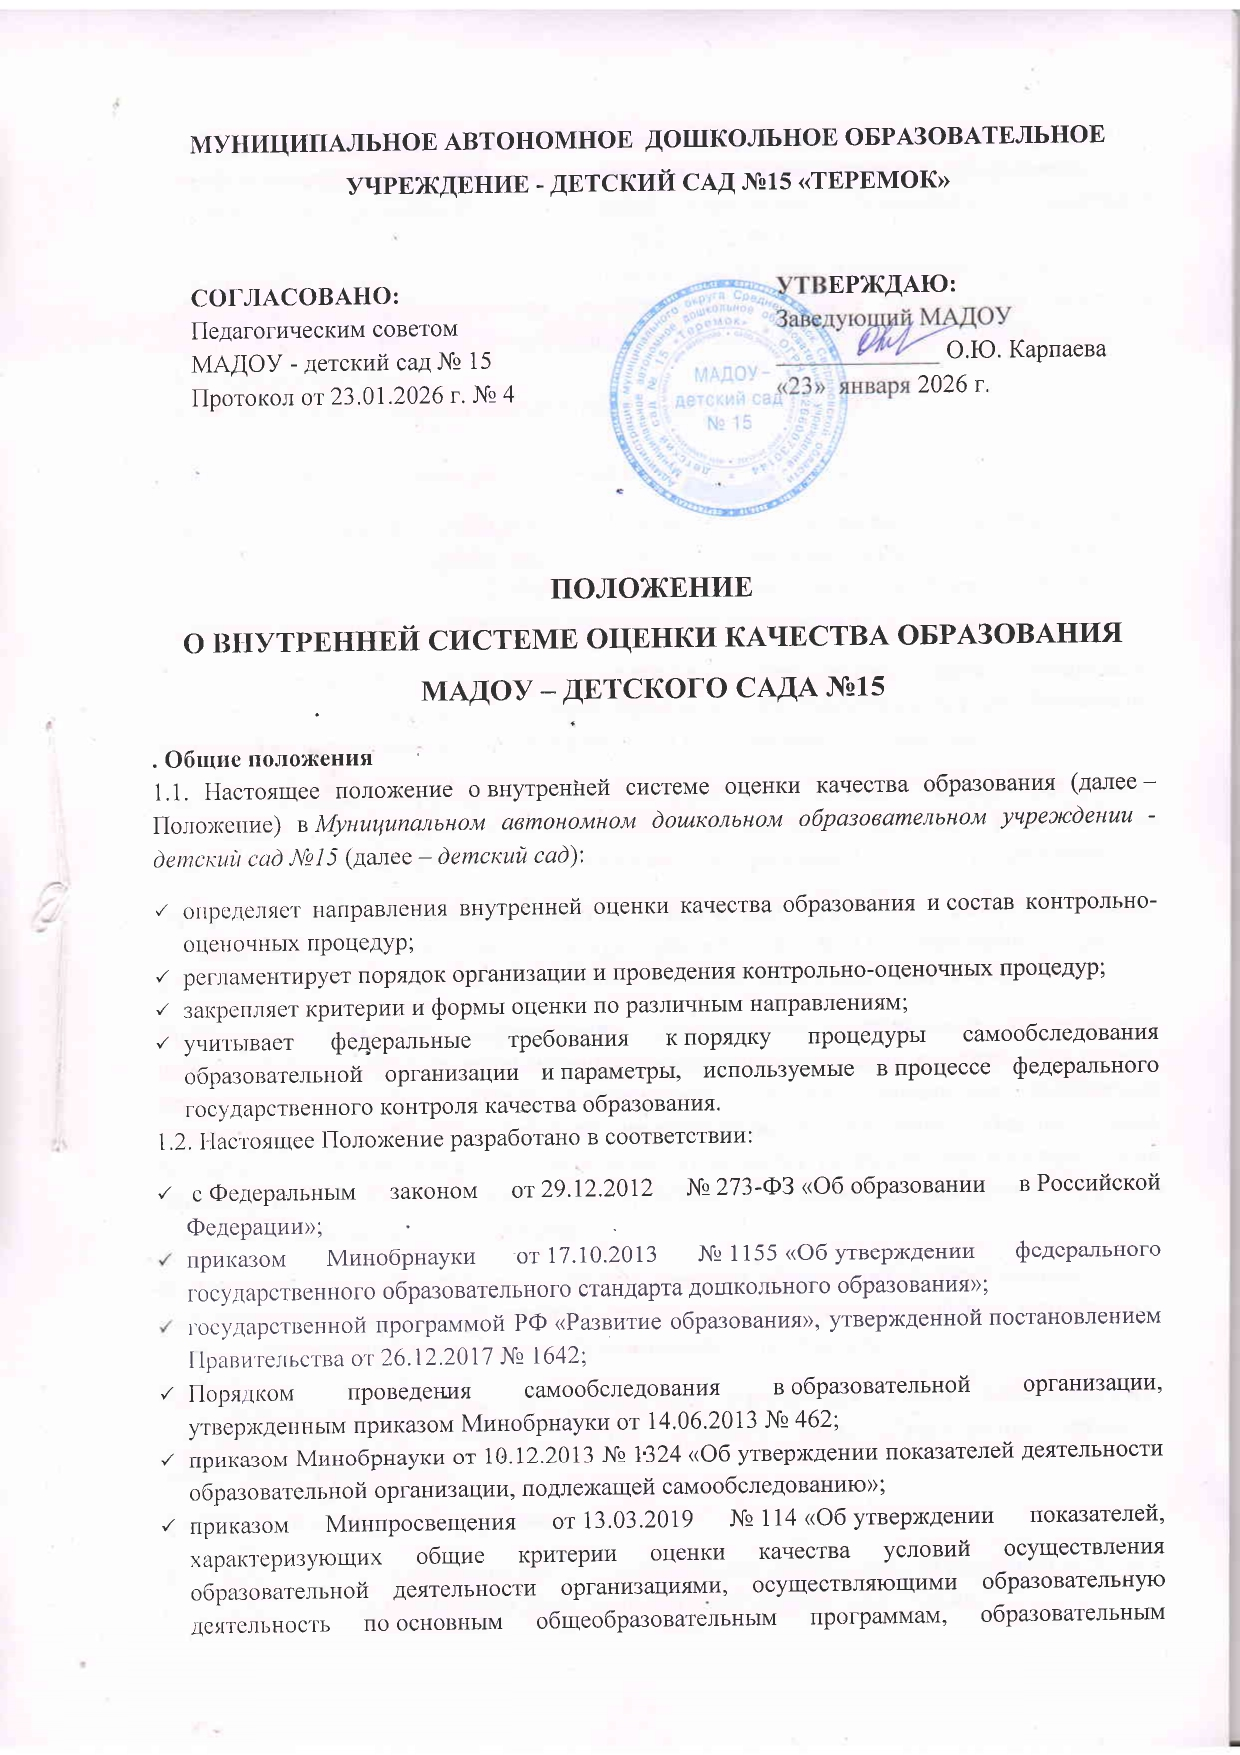 МУНИЦИПАЛЬНОЕ АВТОНОМНОЕ ДОШКОЛЬНОЕ ОБРАЗОВАТЕЛЬНОЕ
УЧРЕЖДЕНИЕ - ДЕТСКИЙ САД №15 «ТЕРЕМОК»
СОГЛАСОВАНО:
Педагогическим советом
МАДОУ - детский сад № 15
Протокол от 23.01.2026 г. № 4
УТВЕРЖДАЮ:
Заведующий МАДОУ
____________ О.Ю. Карпаева
«23» января 2026 г.
МАДОУ –
детский сад
№ 15
ПОЛОЖЕНИЕ
О ВНУТРЕННЕЙ СИСТЕМЕ ОЦЕНКИ КАЧЕСТВА ОБРАЗОВАНИЯ
МАДОУ – ДЕТСКОГО САДА №15
. Общие положения
1.1. Настоящее положение о внутренней системе оценки качества образования (далее –
Положение) в Муниципальном автономном дошкольном образовательном учреждении -
детский сад №15 (далее – детский сад):
✓ определяет направления внутренней оценки качества образования и состав контрольно-
оценочных процедур;
✓ регламентирует порядок организации и проведения контрольно-оценочных процедур;
✓ закрепляет критерии и формы оценки по различным направлениям;
✓ учитывает федеральные требования к порядку процедуры самообследования
образовательной организации и параметры, используемые в процессе федерального
государственного контроля качества образования.
1.2. Настоящее Положение разработано в соответствии:
✓ с Федеральным законом от 29.12.2012 № 273-ФЗ «Об образовании в Российской
Федерации»;
✓ приказом Минобрнауки от 17.10.2013 № 1155 «Об утверждении федерального
государственного образовательного стандарта дошкольного образования»;
✓ государственной программой РФ «Развитие образования», утвержденной постановлением
Правительства от 26.12.2017 № 1642;
✓ Порядком проведения самообследования в образовательной организации,
утвержденным приказом Минобрнауки от 14.06.2013 № 462;
✓ приказом Минобрнауки от 10.12.2013 № 1324 «Об утверждении показателей деятельности
образовательной организации, подлежащей самообследованию»;
✓ приказом Минпросвещения от 13.03.2019 № 114 «Об утверждении показателей,
характеризующих общие критерии оценки качества условий осуществления
образовательной деятельности организациями, осуществляющими образовательную
деятельность по основным общеобразовательным программам, образовательным